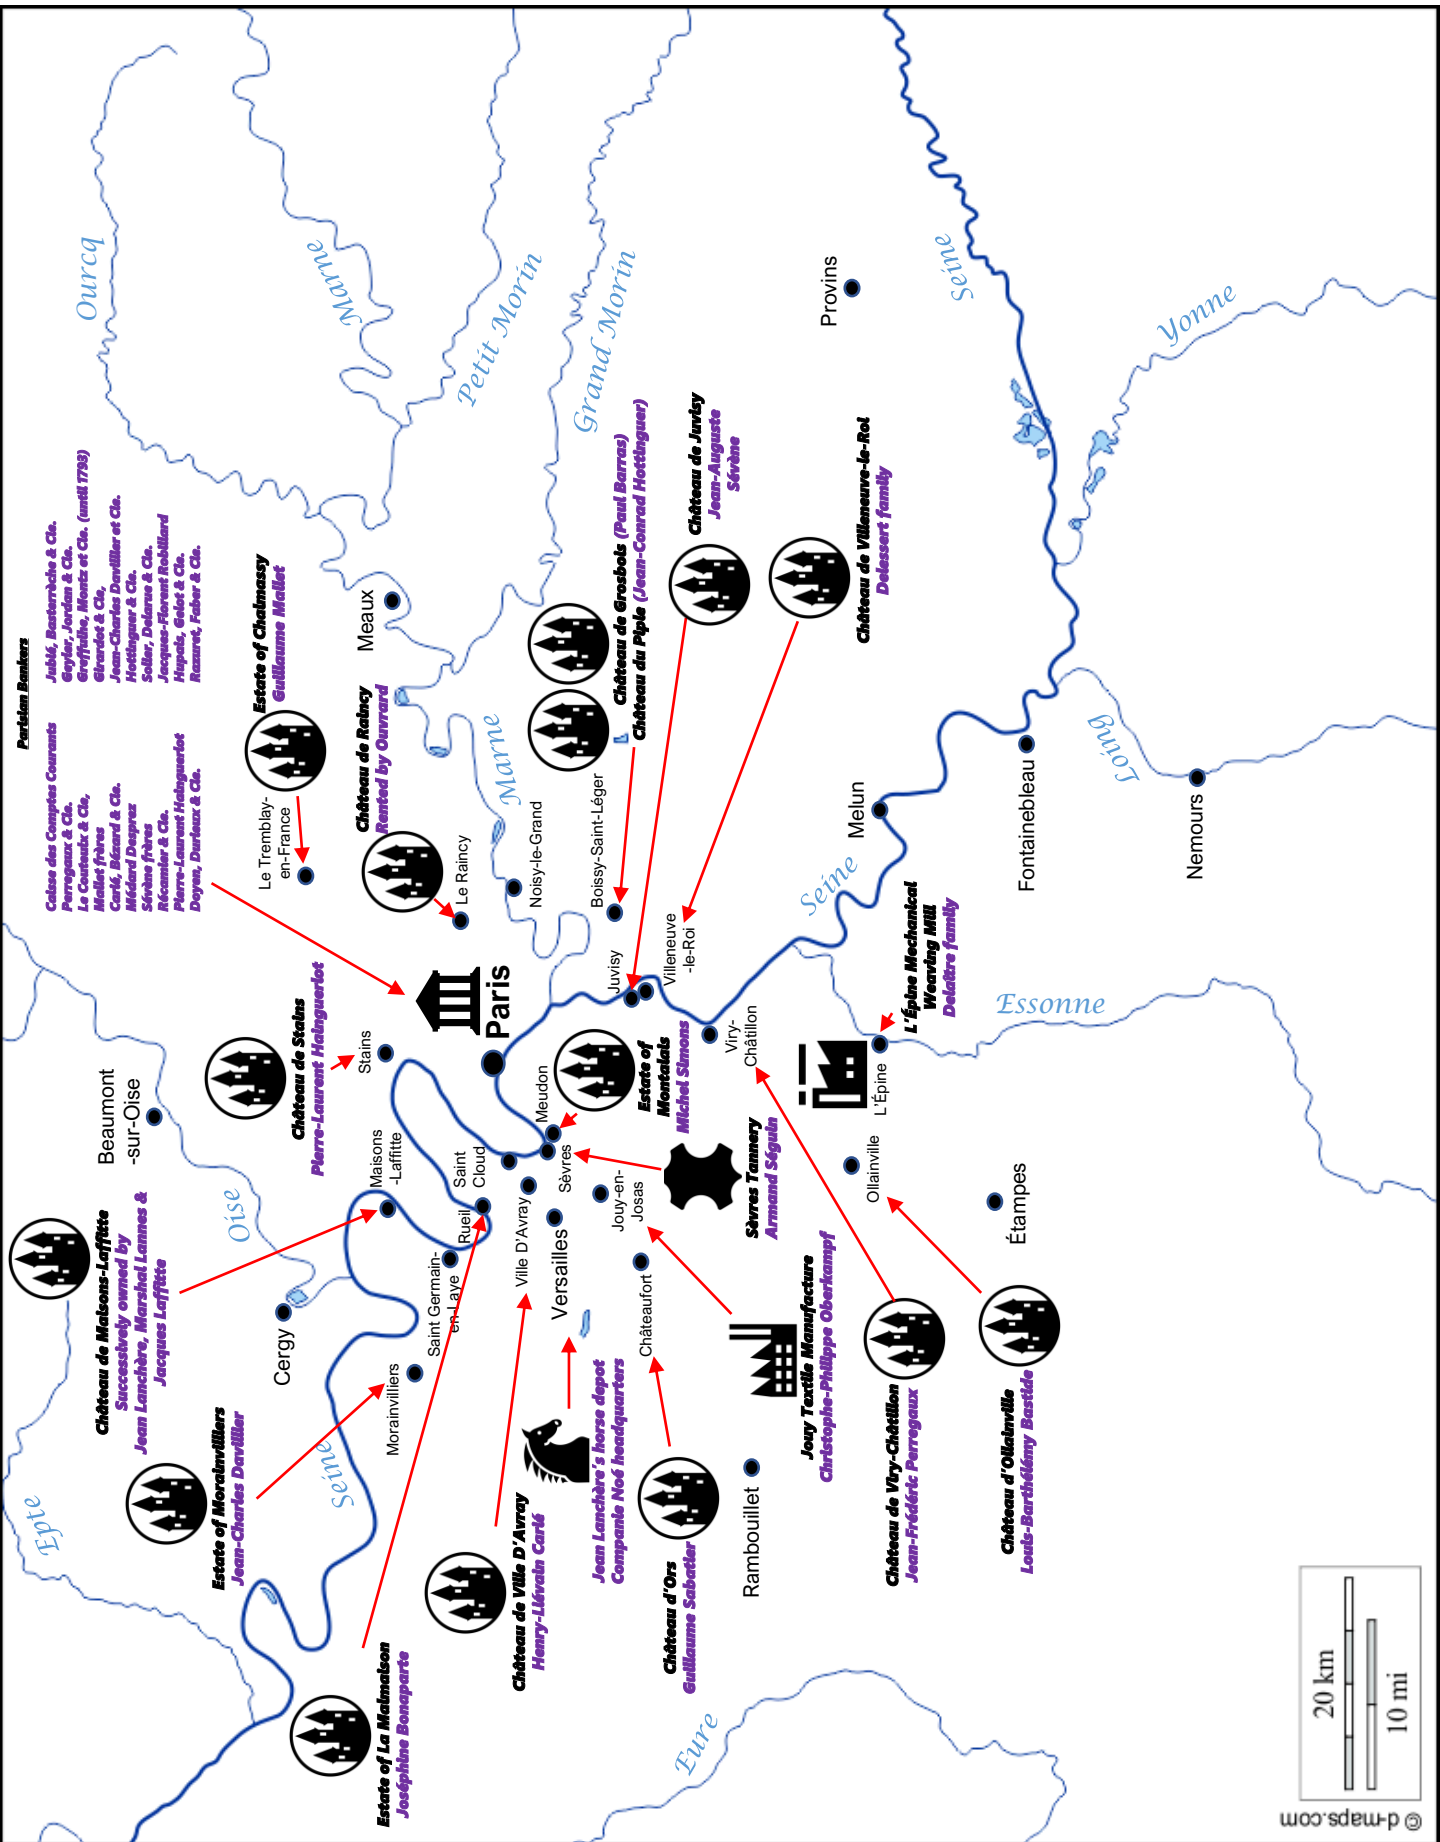 Parisian Bankers
Caisse des Comptes Courants
Perregaux & Cie.
Le Couteulx & Cie,
Mallet frères
Carlé, Bézard & Cie.
Médard Desprez
Sévène frères
Récamier & Cie.
Pierre-Laurent Hainguerlot
Doyen, Durieux & Cie.
Jubié, Basterrèche & Cie.
Geyler, Jordan & Cie.
Greffulhe, Montz et Cie. (until 1793)
Girardot & Cie,
Jean-Charles Davillier et Cie.
Hottinguer & Cie.
Solier, Delarue & Cie.
Jacques-Florent Robillard
Hupais, Gelot & Cie.
Razuret, Faber & Cie.
Château de Maisons-Laffitte
Successively owned by
Jean Lanchère, Marshal Lannes &
Jacques Laffitte
Beaumont
-sur-Oise
Epte
Oise
Ourcq
Marne
Petit Morin
Grand Morin
Estate of Morainvilliers
Jean-Charles Davillier
Cergy
Château de Stains
Pierre-Laurent Hainguerlot
Stains
Le Tremblay-
en-France
Estate of Chalmassy
Guillaume Mallet
Meaux
Château de Raincy
Rented by Ouvrard
Le Raincy
Maisons
-Laffitte
Seine
Morainvilliers
Saint Germain-
en-Laye
Rueil
Saint
Cloud
Paris
Marne
Noisy-le-Grand
Estate of La Malmaison
Joséphine Bonaparte
Château de Ville D'Avray
Henry-Liévain Carlé
Ville D'Avray
Versailles
Sèvres
Meudon
Boissy-Saint-Léger
Château de Grosbois (Paul Barras)
Château du Piple (Jean-Conrad Hottinguer)
Jean Lanchère's horse depot
Companie Noé headquarters
Jouy-en-
Josas
Châteaufort
Estate of
Montalais
Michel Simons
Juvisy
Villeneuve
-le-Roi
Château de Juvisy
Jean-Auguste
Sévène
Château d'Ors
Guillaume Sabatier
Sèvres Tannery
Armand Séguin
Viry-
Châtillon
Château de Villeneuve-le-Roi
Delessert family
Provins
Eure
Rambouillet
Jouy Textile Manufacture
Christophe-Philippe Oberkampf
Seine
Melun
Seine
Château de Viry-Châtillon
Jean-Frédéric Perregaux
Ollainville
L'Épine
L'Épine Mechanical
Weaving Mill
Delaître family
Château d'Ollainville
Louis-Barthélémy Bastide
Étampes
Essonne
Fontainebleau
Loing
Yonne
Nemours
20 km
10 mi
© d-maps.com